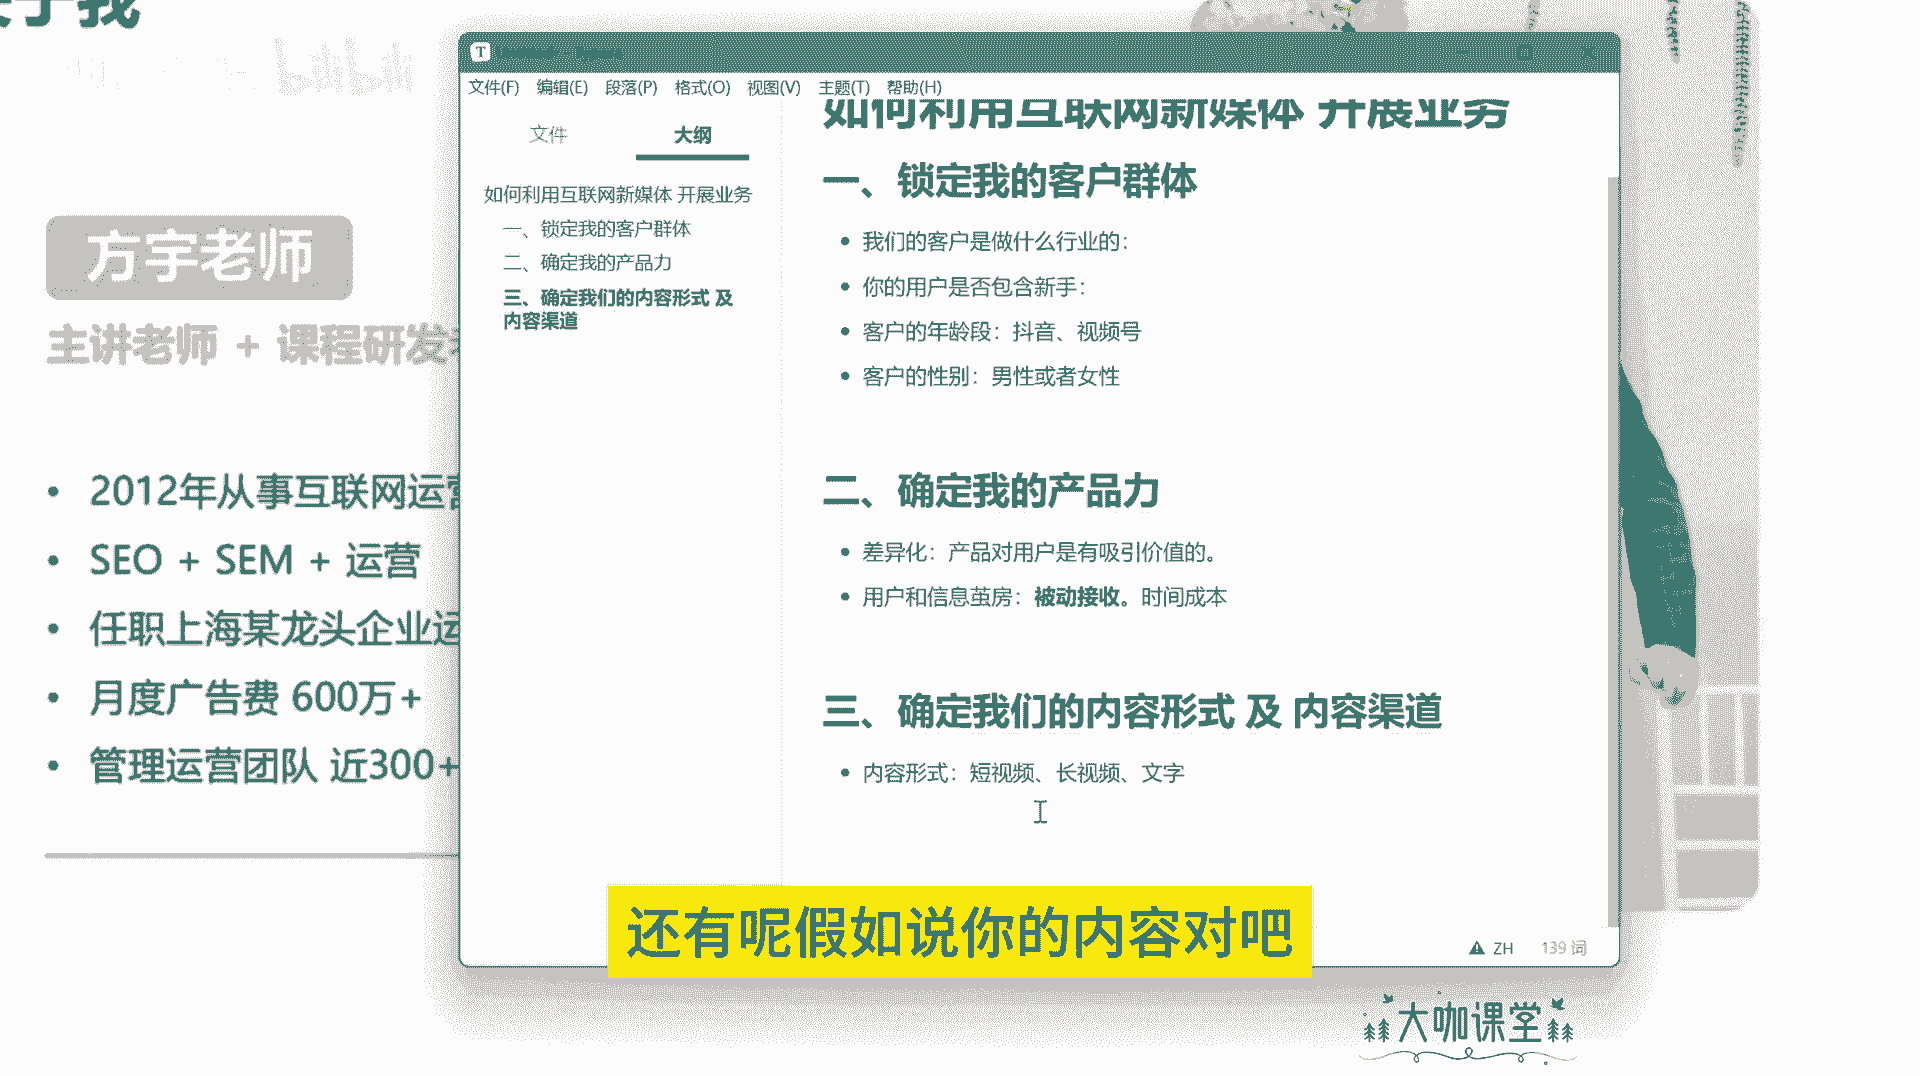 于我
bilibili
方宇老师
主讲老师 + 课程研发
2012年从事互联网运营
SEO + SEM + 运营
任职上海某龙头企业运
月度广告费 600万+
管理运营团队 近300+
T
文件(F) 编辑(E) 段落(P) 格式(O) 视图(V) 主题(T) 帮助(H)
文件 大纲
如何利用互联网新媒体 开展业务
一、锁定我的客户群体
二、确定我的产品力
三、确定我们的内容形式 及
内容渠道
如何利用互联网新媒体 开展业务
一、锁定我的客户群体
我们的客户是做什么行业的：
你的用户是否包含新手：
客户的年龄段：抖音、视频号
客户的性别：男性或者女性
二、确定我的产品力
差异化：产品对用户是有吸引价值的。
用户和信息茧房：被动接收。时间成本
三、确定我们的内容形式 及 内容渠道
内容形式：短视频、长视频、文字
ZH 139 词
还有呢假如说你的内容对吧
大咖课堂